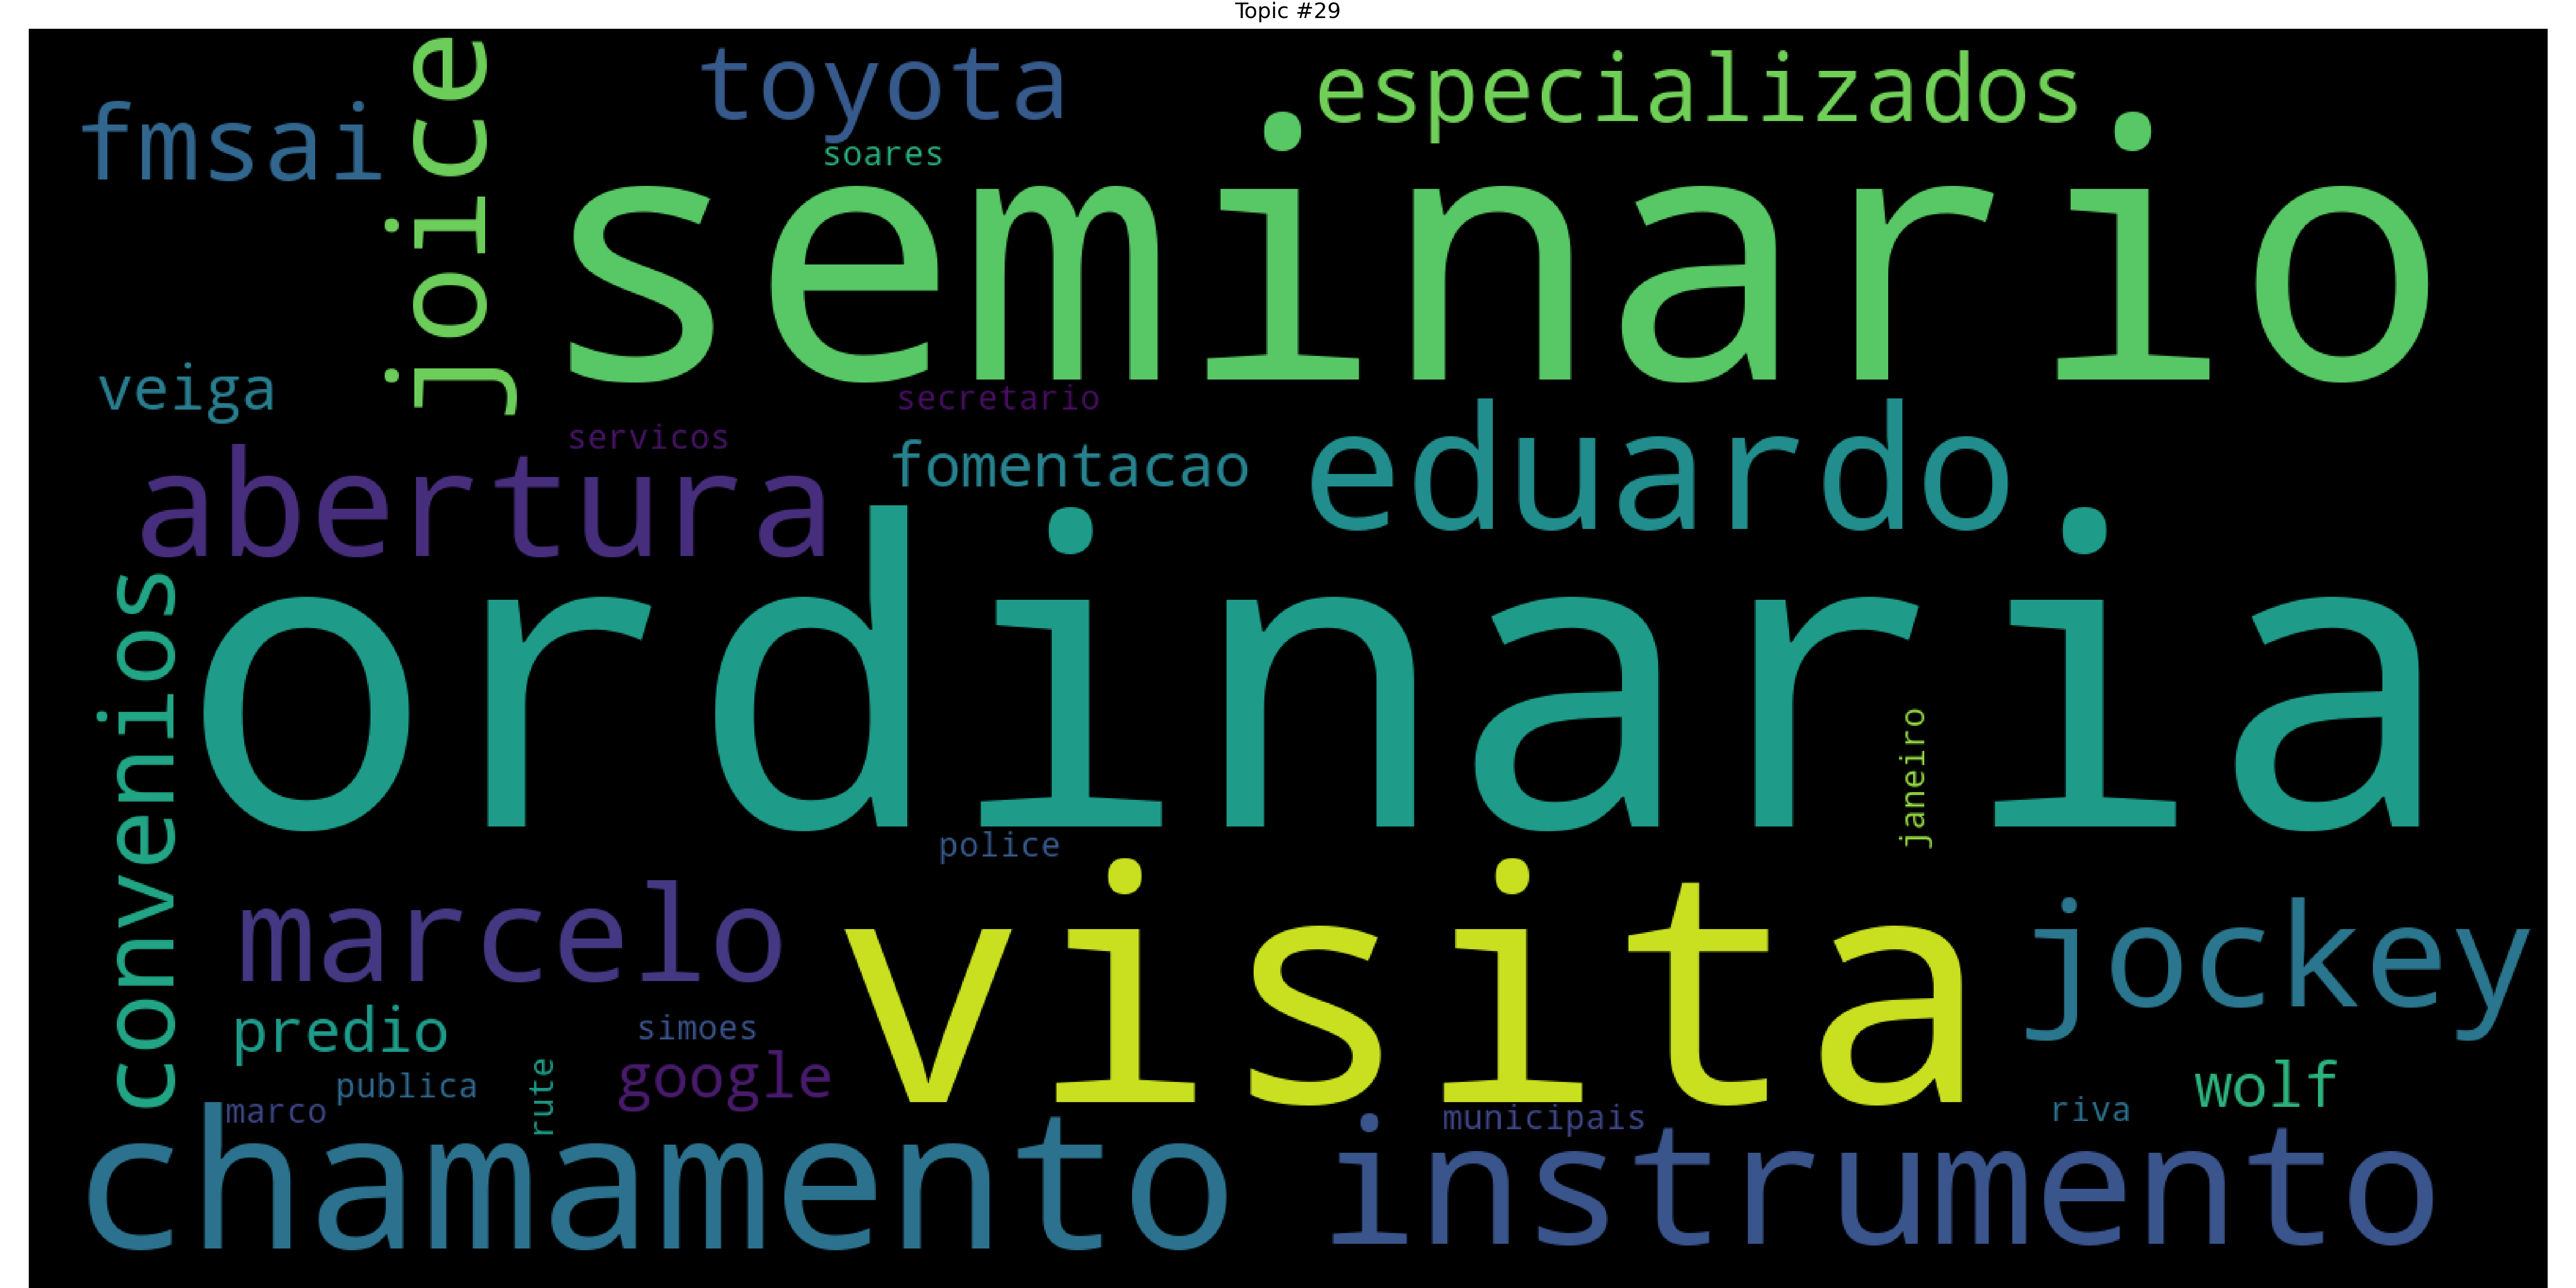 Topic #29
toyota
especializados
fmsai
joice
soares
seminario
veiga
secretario
servicos
fomentacao
eduardo
abertura
ordinaria
convenios
janeiro
police
marcelo
visita
jockey
predio
simoes
google
publica
rute
wolf
marco
municipais
riva
chamamento
instrumento